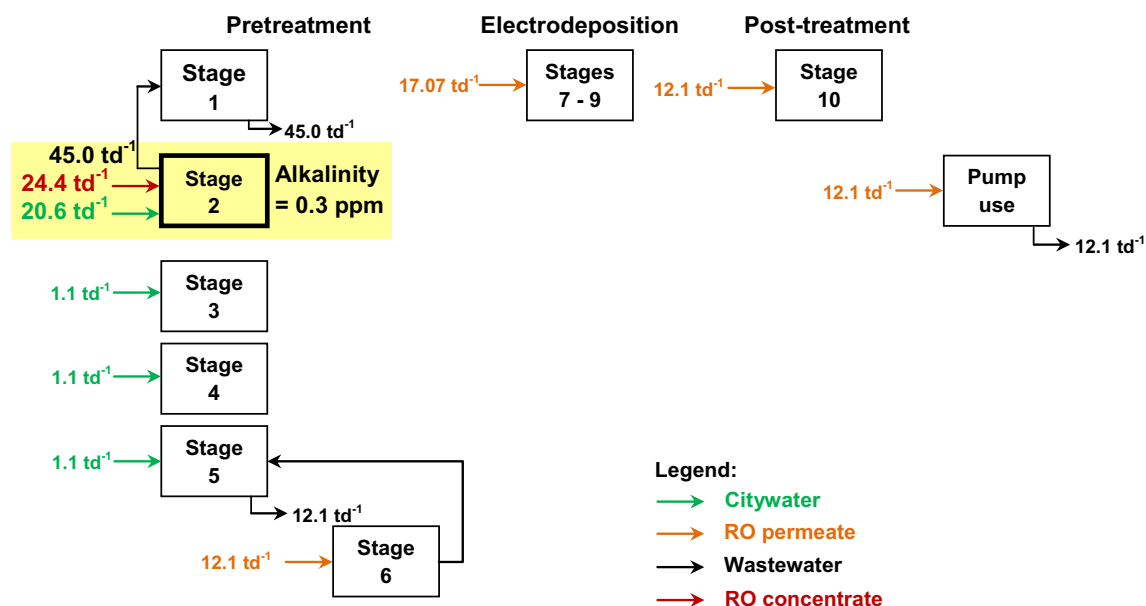 Pretreatment
Electrodeposition
Post-treatment
Stage
1
45.0 td⁻¹
Stages
7 - 9
17.07 td⁻¹
Stage
10
12.1 td⁻¹
45.0 td⁻¹
24.4 td⁻¹
20.6 td⁻¹
Stage
2
Alkalinity
= 0.3 ppm
12.1 td⁻¹
Pump
use
12.1 td⁻¹
1.1 td⁻¹
Stage
3
1.1 td⁻¹
Stage
4
1.1 td⁻¹
Stage
5
12.1 td⁻¹
12.1 td⁻¹
Stage
6
Legend:
Citywater
RO permeate
Wastewater
RO concentrate